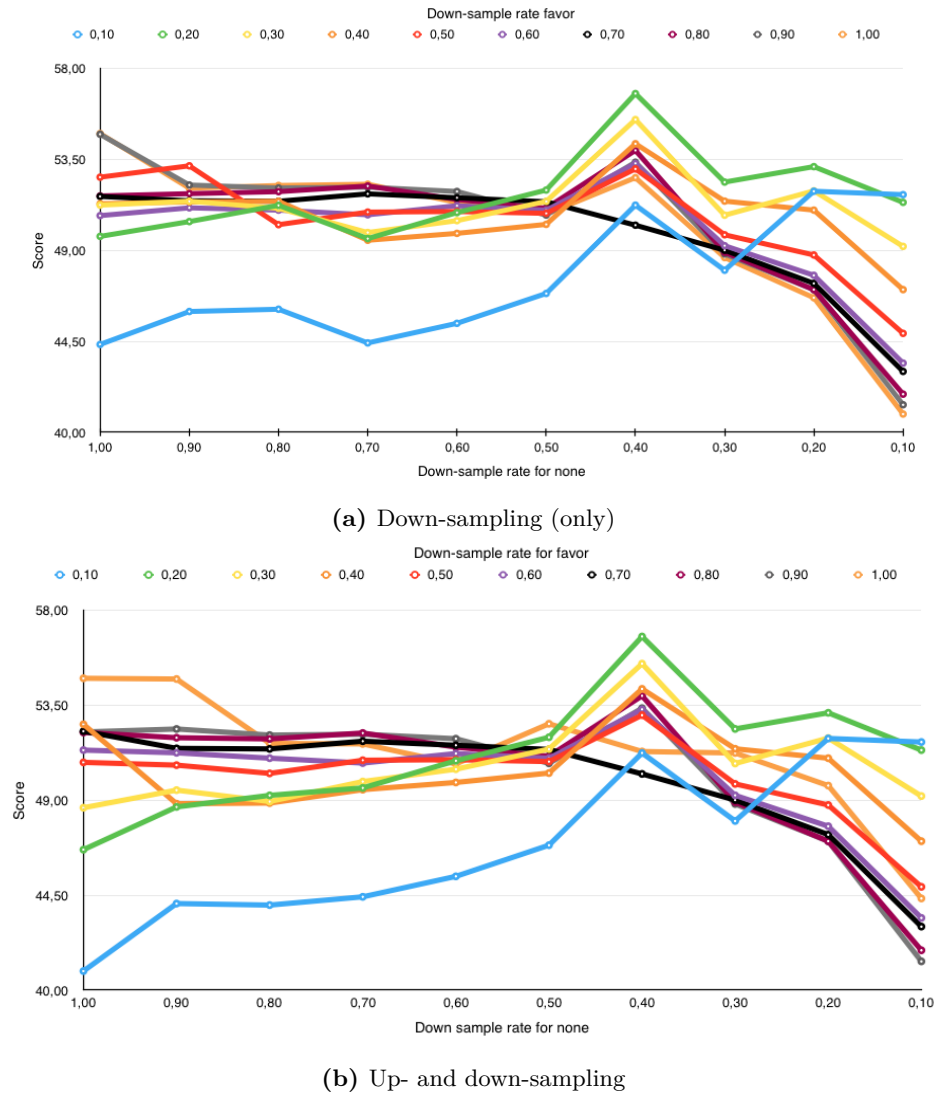 Down-sample rate favor
0,10 0,20 0,30 0,40 0,50 0,60 0,70 0,80 0,90 1,00
58,00
53,50
49,00
44,50
40,00
Score
1,00 0,90 0,80 0,70 0,60 0,50 0,40 0,30 0,20 0,10
Down-sample rate for none
(a) Down-sampling (only)
Down-sample rate for favor
0,10 0,20 0,30 0,40 0,50 0,60 0,70 0,80 0,90 1,00
58,00
53,50
49,00
44,50
40,00
Score
1,00 0,90 0,80 0,70 0,60 0,50 0,40 0,30 0,20 0,10
Down sample rate for none
(b) Up- and down-sampling